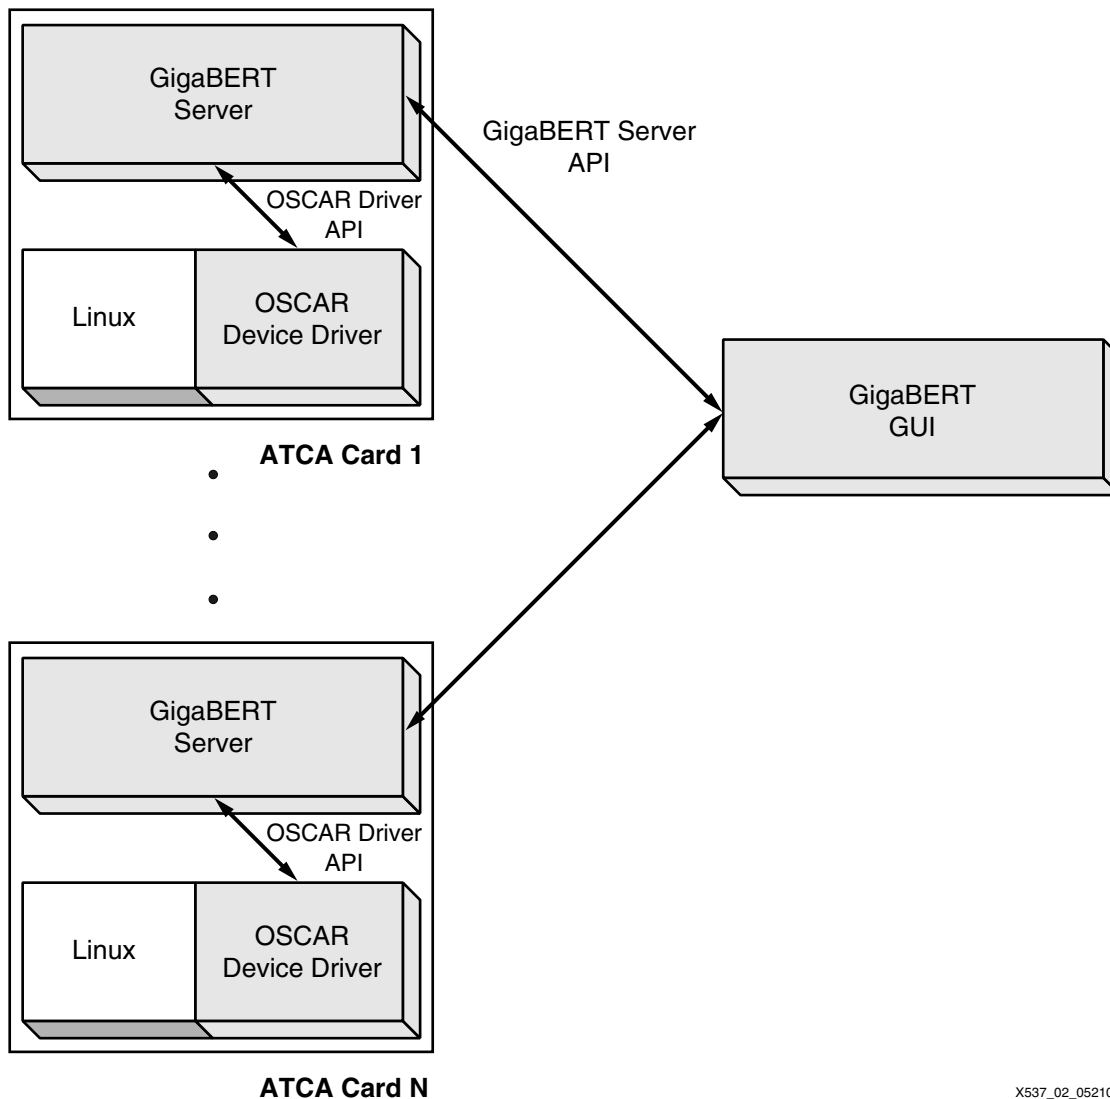 GigaBERT
Server
GigaBERT Server
API
OSCAR Driver
API
Linux
OSCAR
Device Driver
GigaBERT
GUI
ATCA Card 1
GigaBERT
Server
OSCAR Driver
API
Linux
OSCAR
Device Driver
ATCA Card N
X537_02_05210